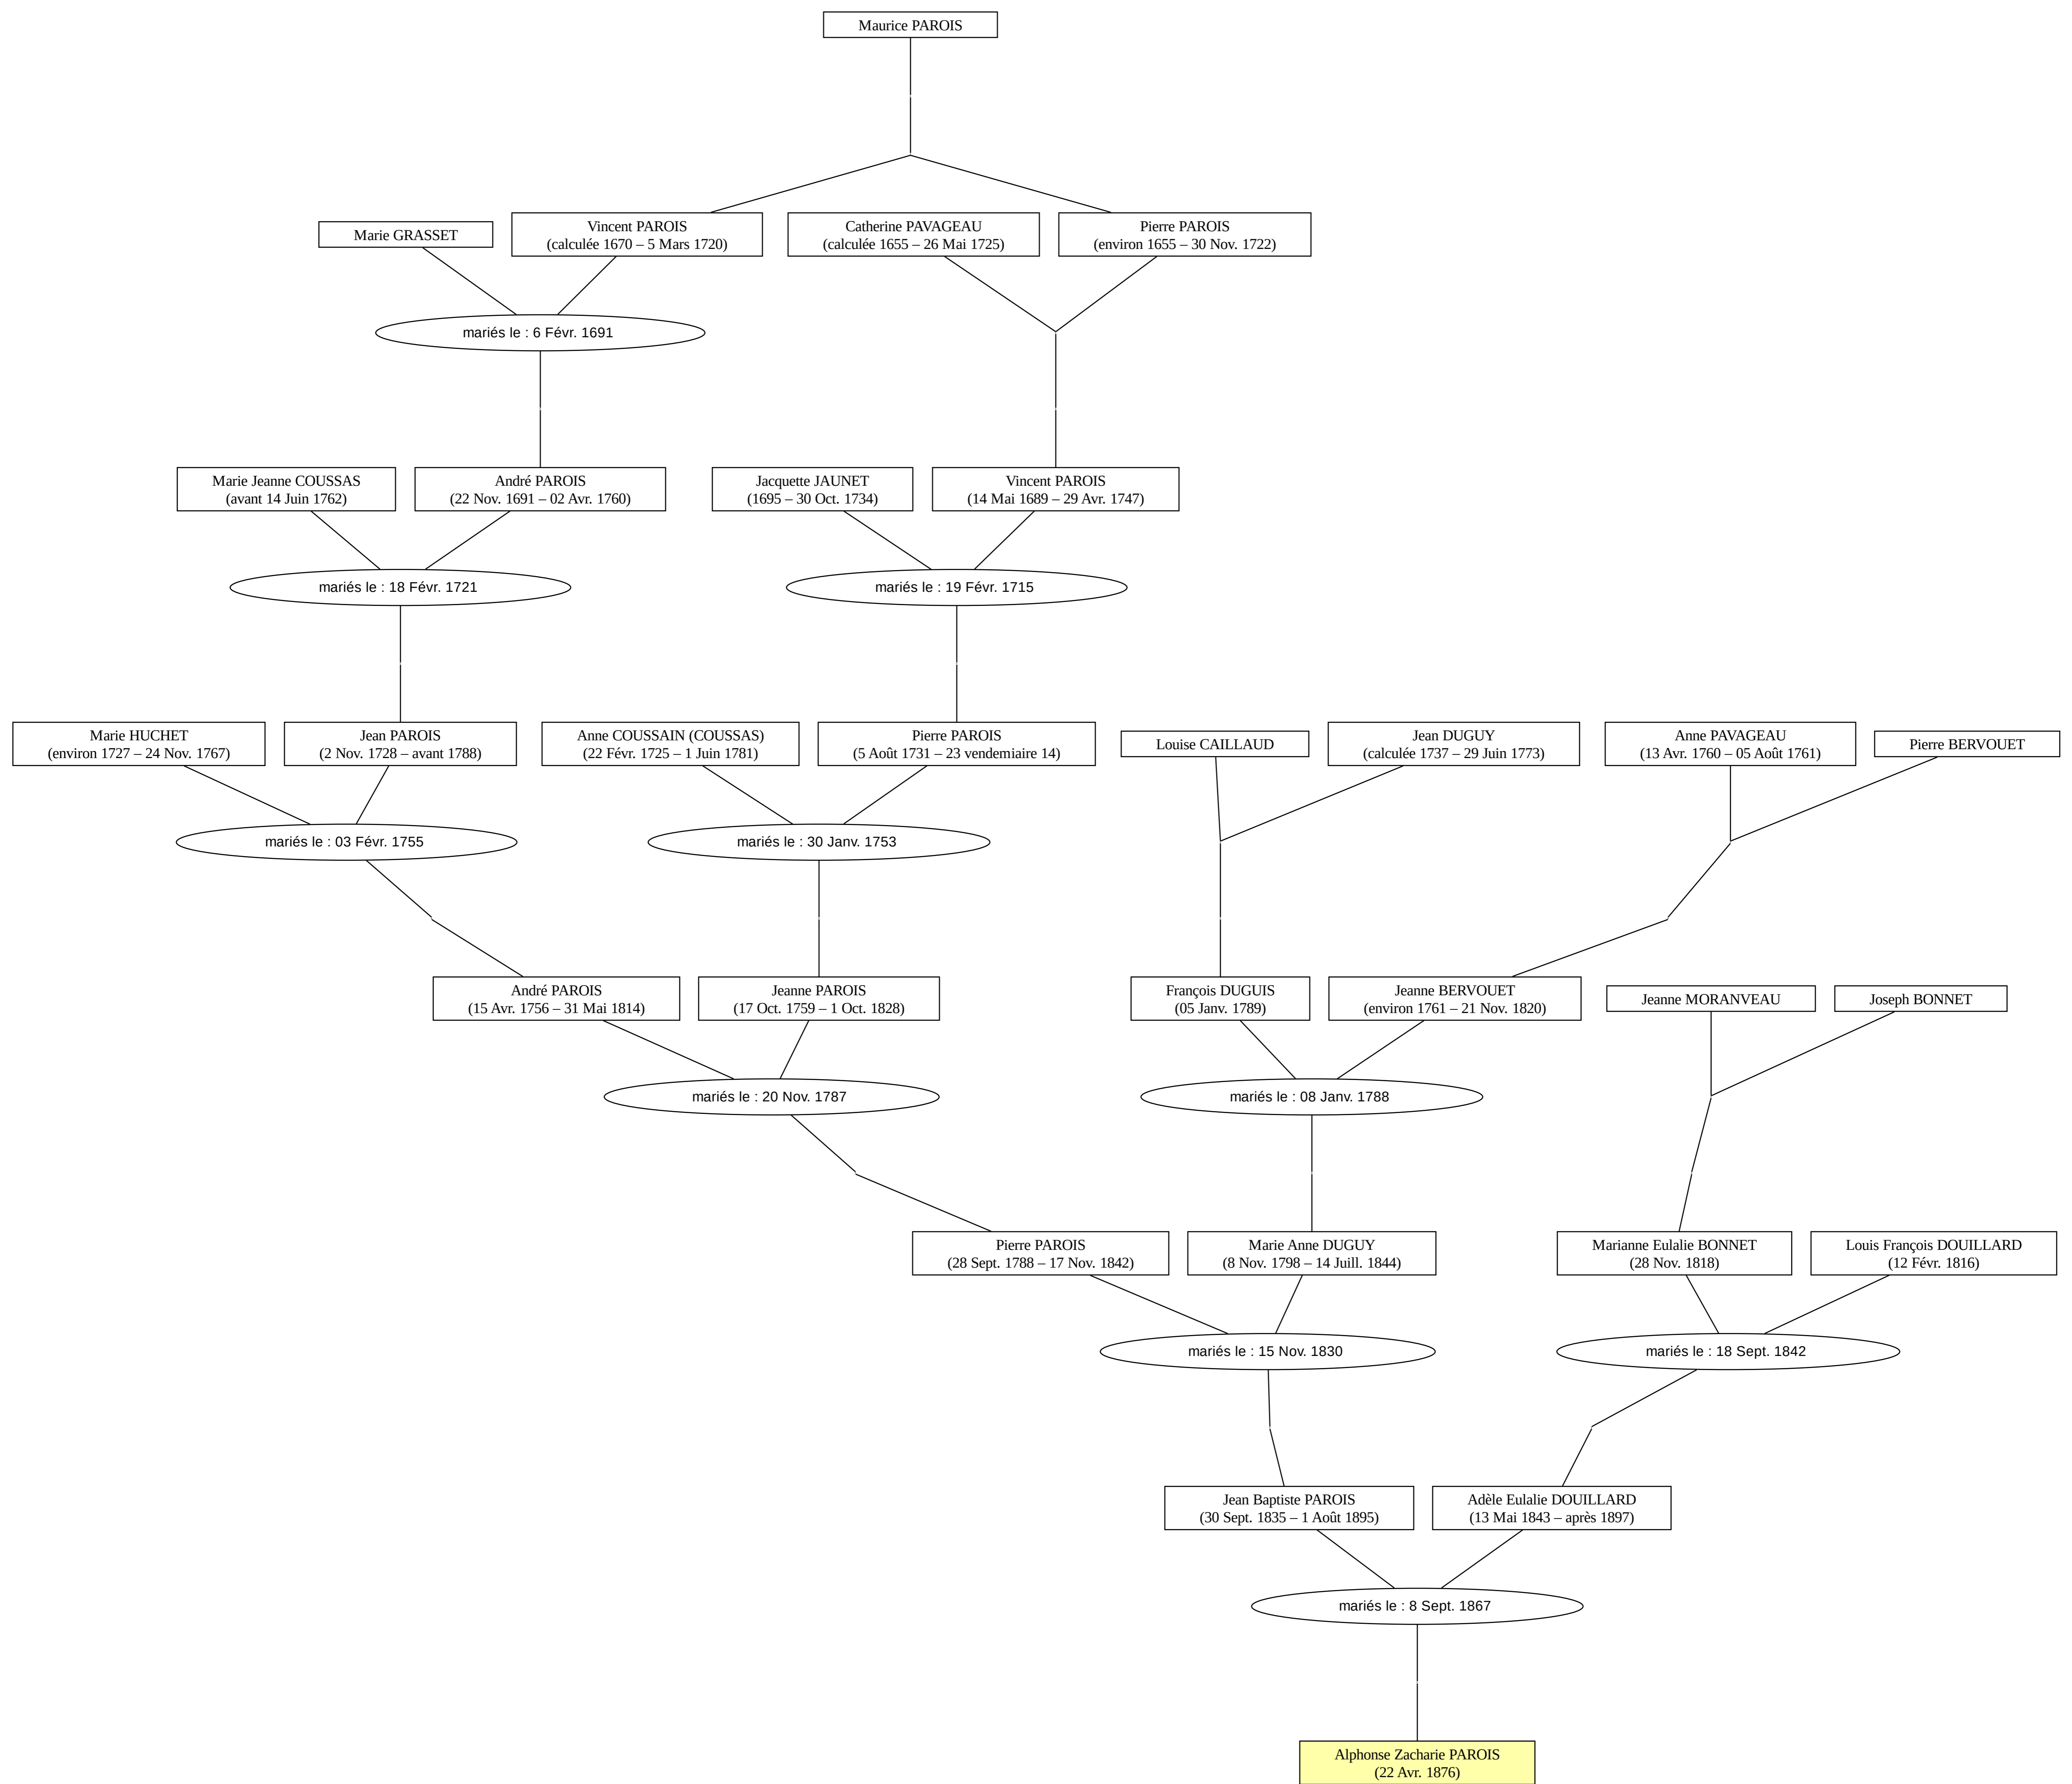 Maurice PAROIS
Marie GRASSET
Vincent PAROIS
(calculée 1670 – 5 Mars 1720)
Catherine PAVAGEAU
(calculée 1655 – 26 Mai 1725)
Pierre PAROIS
(environ 1655 – 30 Nov. 1722)
mariés le : 6 Févr. 1691
Marie Jeanne COUSSAS
(avant 14 Juin 1762)
André PAROIS
(22 Nov. 1691 – 02 Avr. 1760)
Jacquette JAUNET
(1695 – 30 Oct. 1734)
Vincent PAROIS
(14 Mai 1689 – 29 Avr. 1747)
mariés le : 18 Févr. 1721
mariés le : 19 Févr. 1715
Marie HUCHET
(environ 1727 – 24 Nov. 1767)
Jean PAROIS
(2 Nov. 1728 – avant 1788)
Anne COUSSAIN (COUSSAS)
(22 Févr. 1725 – 1 Juin 1781)
Pierre PAROIS
(5 Août 1731 – 23 vendemiaire 14)
Louise CAILLAUD
Jean DUGUY
(calculée 1737 – 29 Juin 1773)
Anne PAVAGEAU
(13 Avr. 1760 – 05 Août 1761)
Pierre BERVOUET
mariés le : 03 Févr. 1755
mariés le : 30 Janv. 1753
André PAROIS
(15 Avr. 1756 – 31 Mai 1814)
Jeanne PAROIS
(17 Oct. 1759 – 1 Oct. 1828)
François DUGUIS
(05 Janv. 1789)
Jeanne BERVOUET
(environ 1761 – 21 Nov. 1820)
Jeanne MORANVEAU
Joseph BONNET
mariés le : 20 Nov. 1787
mariés le : 08 Janv. 1788
Pierre PAROIS
(28 Sept. 1788 – 17 Nov. 1842)
Marie Anne DUGUY
(8 Nov. 1798 – 14 Juill. 1844)
Marianne Eulalie BONNET
(28 Nov. 1818)
Louis François DOUILLARD
(12 Févr. 1816)
mariés le : 15 Nov. 1830
mariés le : 18 Sept. 1842
Jean Baptiste PAROIS
(30 Sept. 1835 – 1 Août 1895)
Adèle Eulalie DOUILLARD
(13 Mai 1843 – après 1897)
mariés le : 8 Sept. 1867
Alphonse Zacharie PAROIS
(22 Avr. 1876)